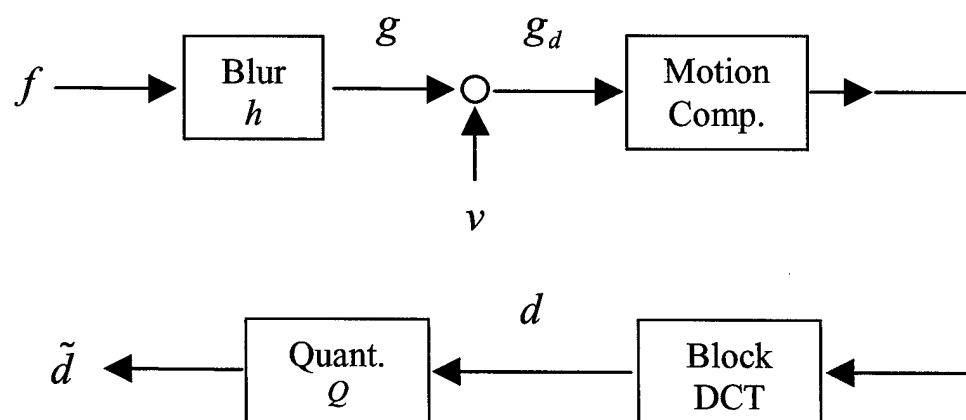 g
g_d
f
Blur
h
Motion
Comp.
v
d
d̃
Quant.
Q
Block
DCT